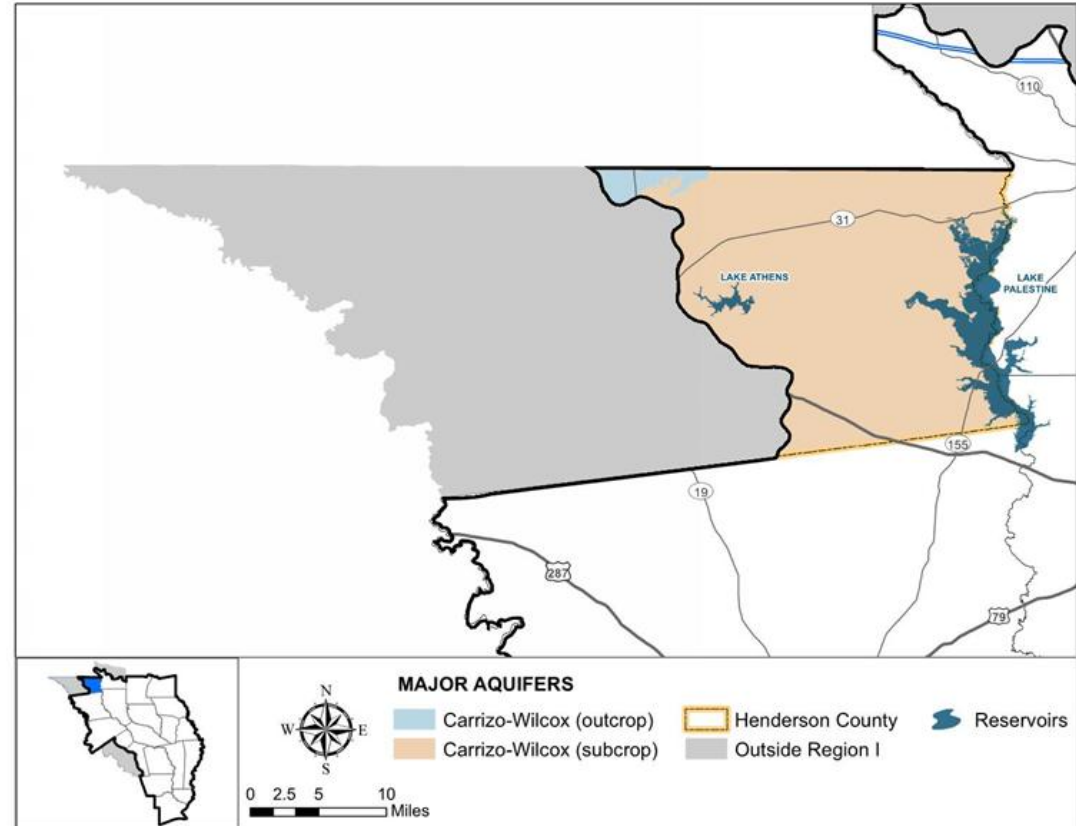 110
31
LAKE ATHENS
LAKE
PALESTINE
155
19
287
79
MAJOR AQUIFERS
N
W E
S
Carrizo-Wilcox (outcrop)
Henderson County
Reservoirs
Carrizo-Wilcox (subcrop)
Outside Region I
0 2.5 5 10
Miles